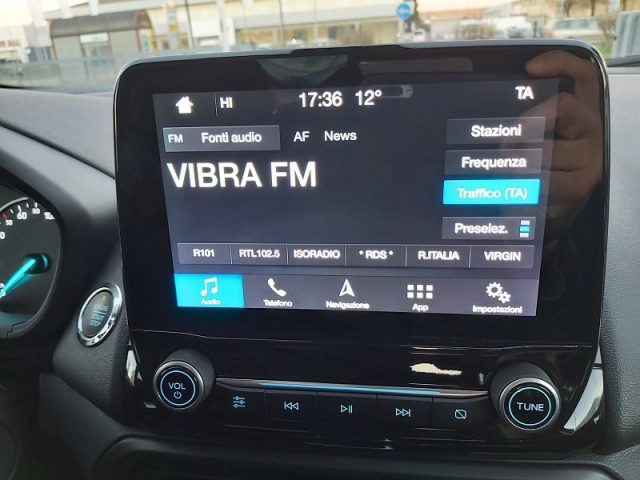 HI 17:36 12° TA
FM Fonti audio AF News
Stazioni
Frequenza
VIBRA FM
Traffico (TA)
Preselez.
R101 RTL102.5 ISORADIO * RDS * R.ITALIA VIRGIN
Audio Telefono Navigazione App Impostazioni
VOL
TUNE